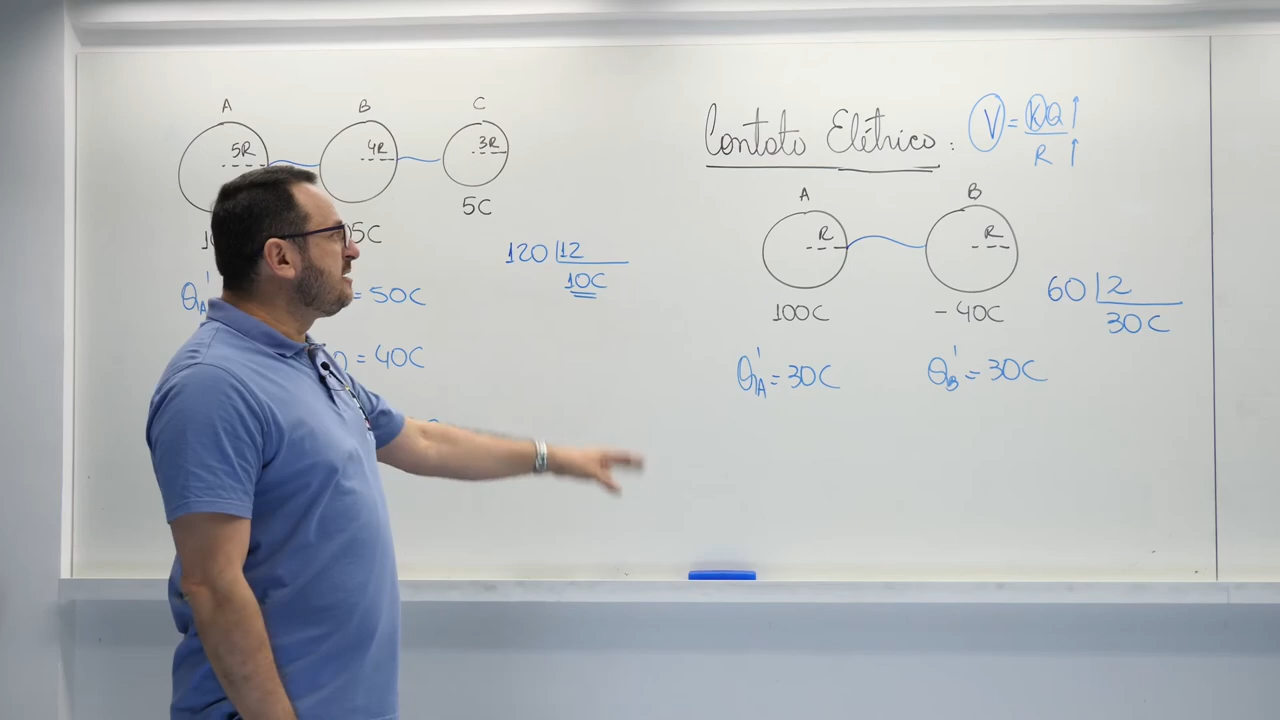 A B C
5R 4R 3R
5C 5C
120 |12
10C
= 50C
= 40C
Contato Elétrico: V = KQ↑
R ↑
A B
R R
100C -40C
60 |2
30C
Q'A = 30C Q'B = 30C